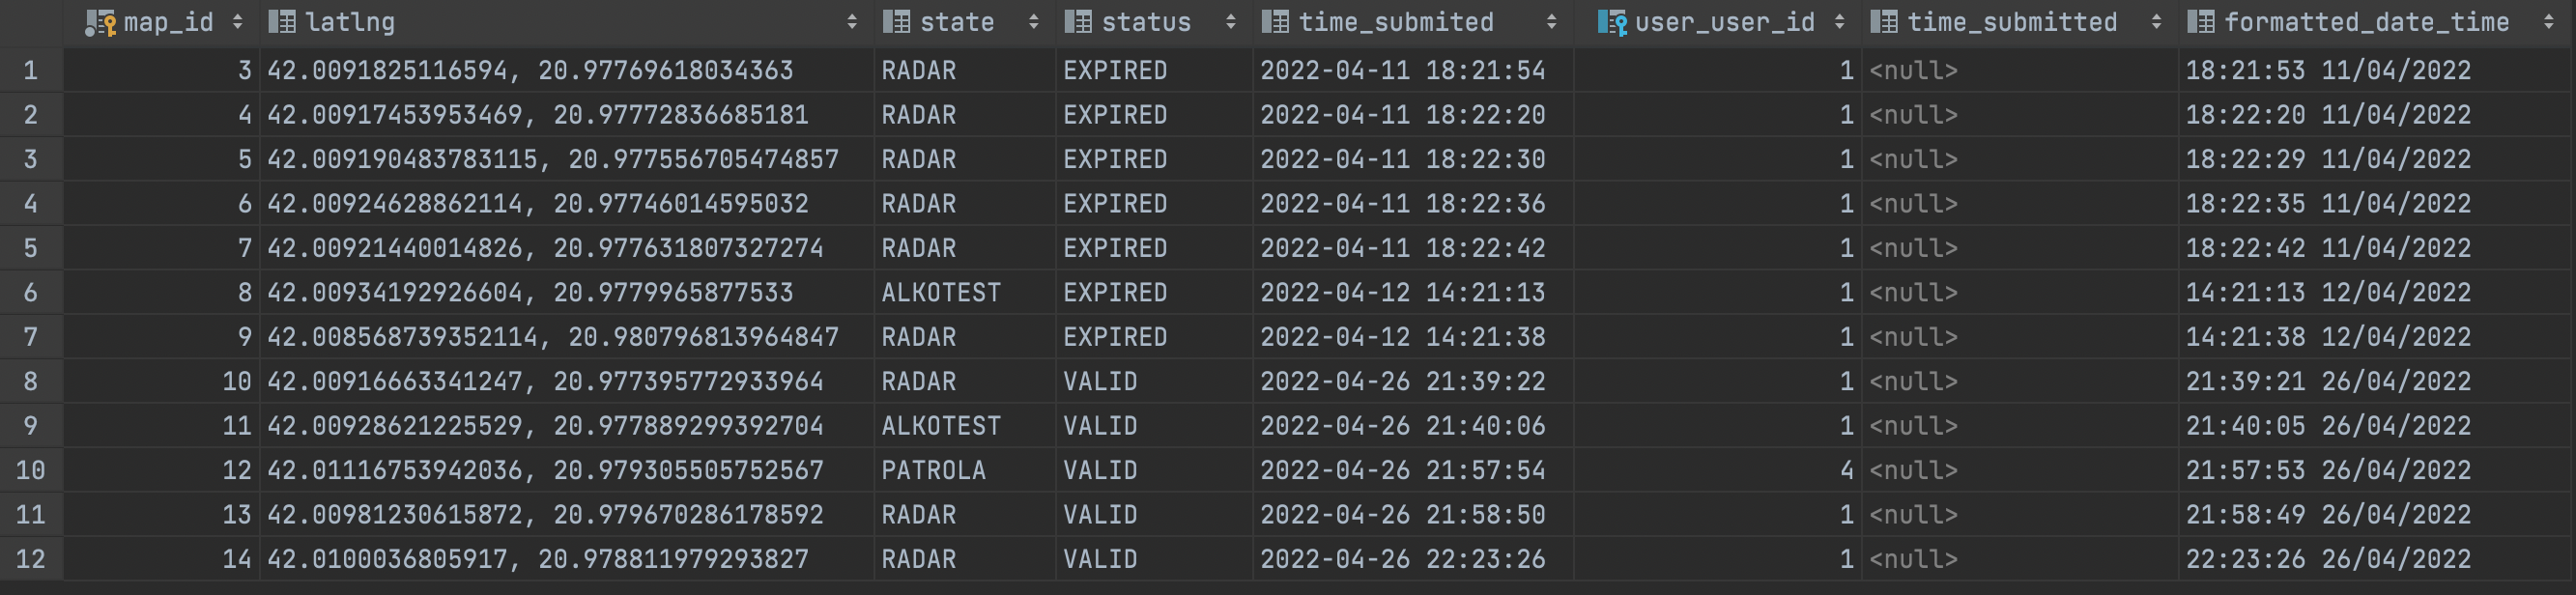 map_id latlng state status time_submited user_user_id time_submitted formatted_date_time
1 3 42.0091825116594, 20.97769618034363 RADAR EXPIRED 2022-04-11 18:21:54 1 <null> 18:21:53 11/04/2022
2 4 42.00917453953469, 20.97772836685181 RADAR EXPIRED 2022-04-11 18:22:20 1 <null> 18:22:20 11/04/2022
3 5 42.009190483783115, 20.977556705474857 RADAR EXPIRED 2022-04-11 18:22:30 1 <null> 18:22:29 11/04/2022
4 6 42.00924628862114, 20.97746014595032 RADAR EXPIRED 2022-04-11 18:22:36 1 <null> 18:22:35 11/04/2022
5 7 42.00921440014826, 20.977631807327274 RADAR EXPIRED 2022-04-11 18:22:42 1 <null> 18:22:42 11/04/2022
6 8 42.00934192926604, 20.9779965877533 ALKOTEST EXPIRED 2022-04-12 14:21:13 1 <null> 14:21:13 12/04/2022
7 9 42.008568739352114, 20.980796813964847 RADAR EXPIRED 2022-04-12 14:21:38 1 <null> 14:21:38 12/04/2022
8 10 42.00916663341247, 20.977395772933964 RADAR VALID 2022-04-26 21:39:22 1 <null> 21:39:21 26/04/2022
9 11 42.00928621225529, 20.977889299392704 ALKOTEST VALID 2022-04-26 21:40:06 1 <null> 21:40:05 26/04/2022
10 12 42.01116753942036, 20.979305505752567 PATROLA VALID 2022-04-26 21:57:54 4 <null> 21:57:53 26/04/2022
11 13 42.00981230615872, 20.979670286178592 RADAR VALID 2022-04-26 21:58:50 1 <null> 21:58:49 26/04/2022
12 14 42.0100036805917, 20.978811979293827 RADAR VALID 2022-04-26 22:23:26 1 <null> 22:23:26 26/04/2022